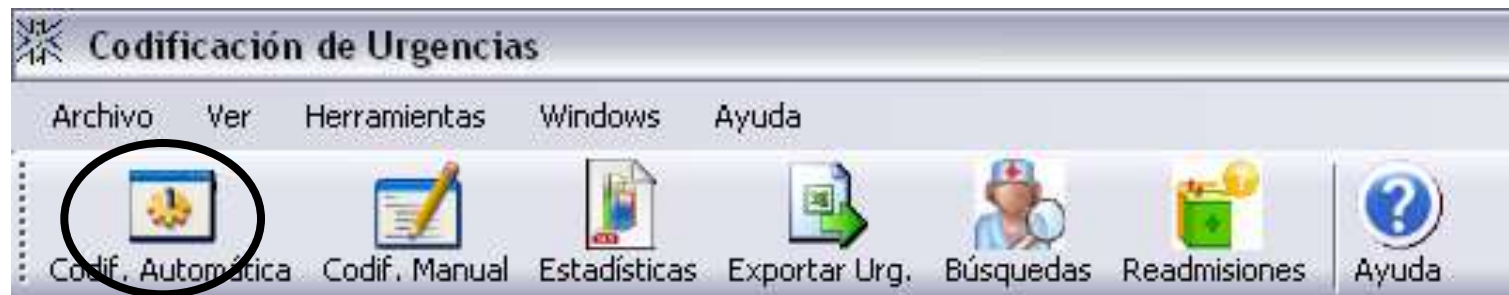 Codificación de Urgencias
Archivo Ver Herramientas Windows Ayuda
Codif. Automática Codif. Manual Estadísticas Exportar Urg. Búsquedas Readmisiones Ayuda